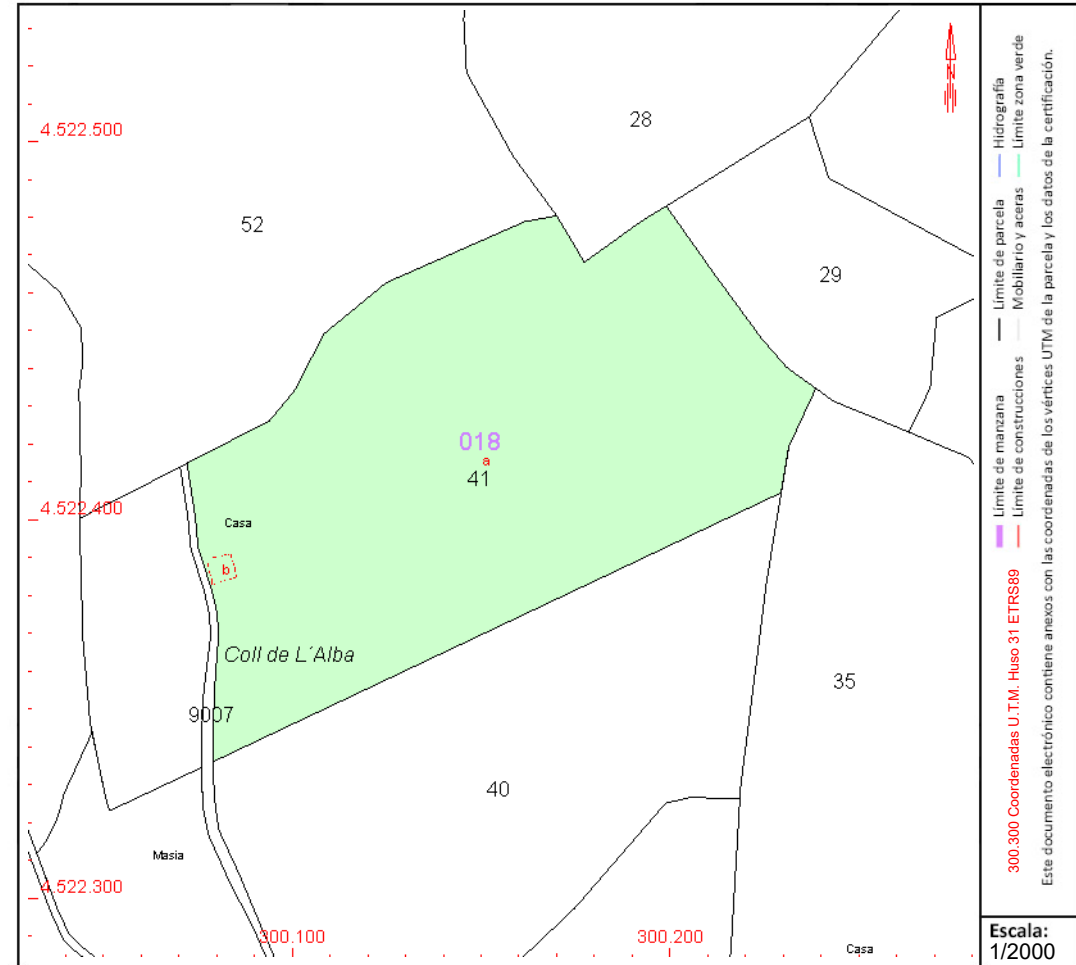 4.522.500
28
52
29
018
a
41
4.522.400
Casa
b
Coll de L´Alba
9007
35
40
Masia
4.522.300
300.100
300.200
Casa
N
Límite de manzana
Límite de parcela
Hidrografía
Límite de construcciones
Mobiliario y aceras
Límite zona verde
300.300 Coordenadas U.T.M. Huso 31 ETRS89
Este documento electrónico contiene anexos con las coordenadas de los vértices UTM de la parcela y los datos de la certificación.
Escala:
1/2000